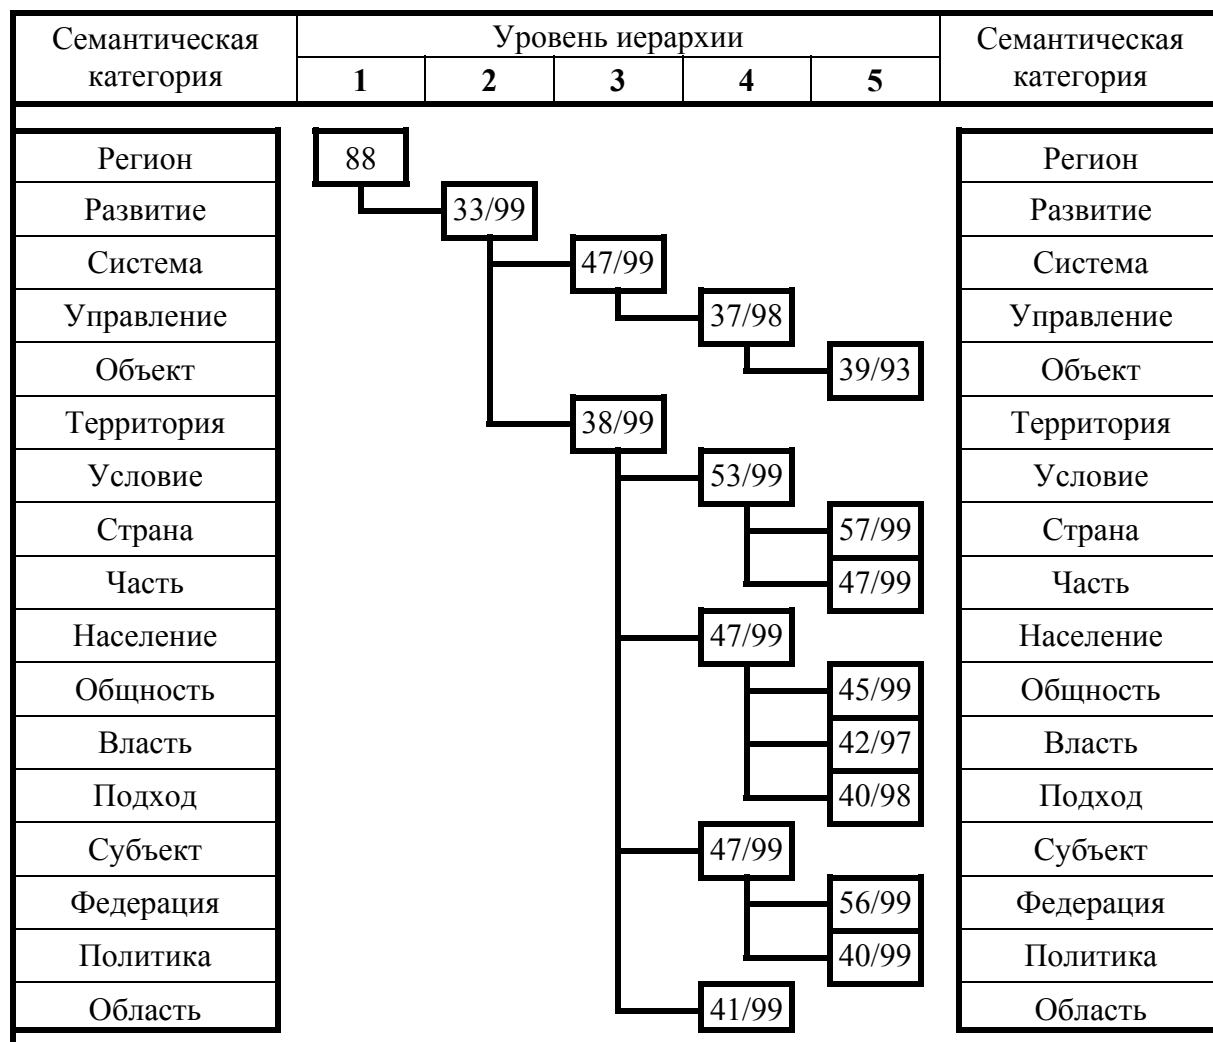 Семантическая категория Уровень иерархии Семантическая категория
1 2 3 4 5
Регион 88 Регион
Развитие 33/99 Развитие
Система 47/99 Система
Управление 37/98 Управление
Объект 39/93 Объект
Территория 38/99 Территория
Условие 53/99 Условие
Страна 57/99 Страна
Часть 47/99 Часть
Население 47/99 Население
Общность 45/99 Общность
Власть 42/97 Власть
Подход 40/98 Подход
Субъект 47/99 Субъект
Федерация 56/99 Федерация
Политика 40/99 Политика
Область 41/99 Область